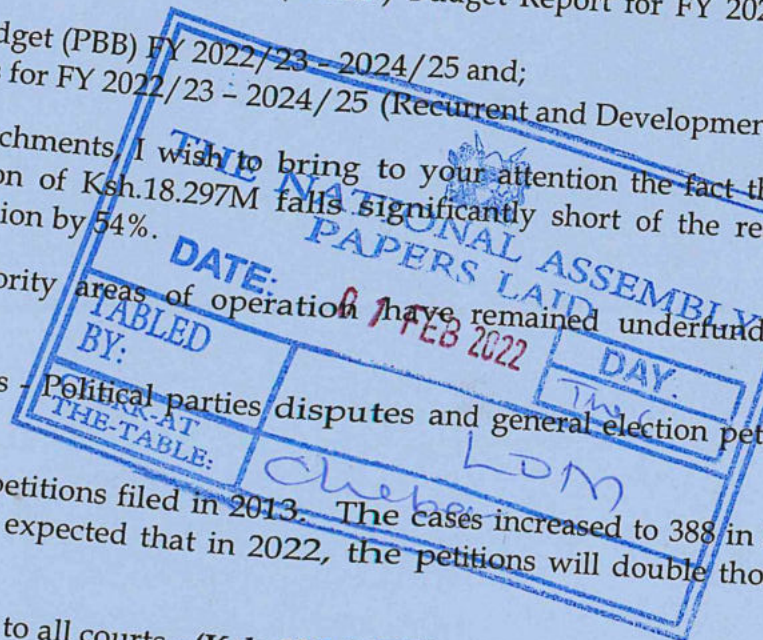 Budget Report for FY 202
dget (PBB) FY 2022/23 – 2024/25 and;
for FY 2022/23 – 2024/25 (Recurrent and Developmen
chments, I wish to bring to your attention the fact th
on of Ksh.18.297M falls significantly short of the re
ion by 54%.
ority areas of operation have remained underfund
s - Political parties disputes and general election pet
petitions filed in 2013. The cases increased to 388 in
expected that in 2022, the petitions will double tho
to all courts.
THE NATIONAL ASSEMBLY
PAPERS LAID
DATE: FEB 2022
DAY.
TABLED
BY:
LDM
CLERK-AT
THE-TABLE: